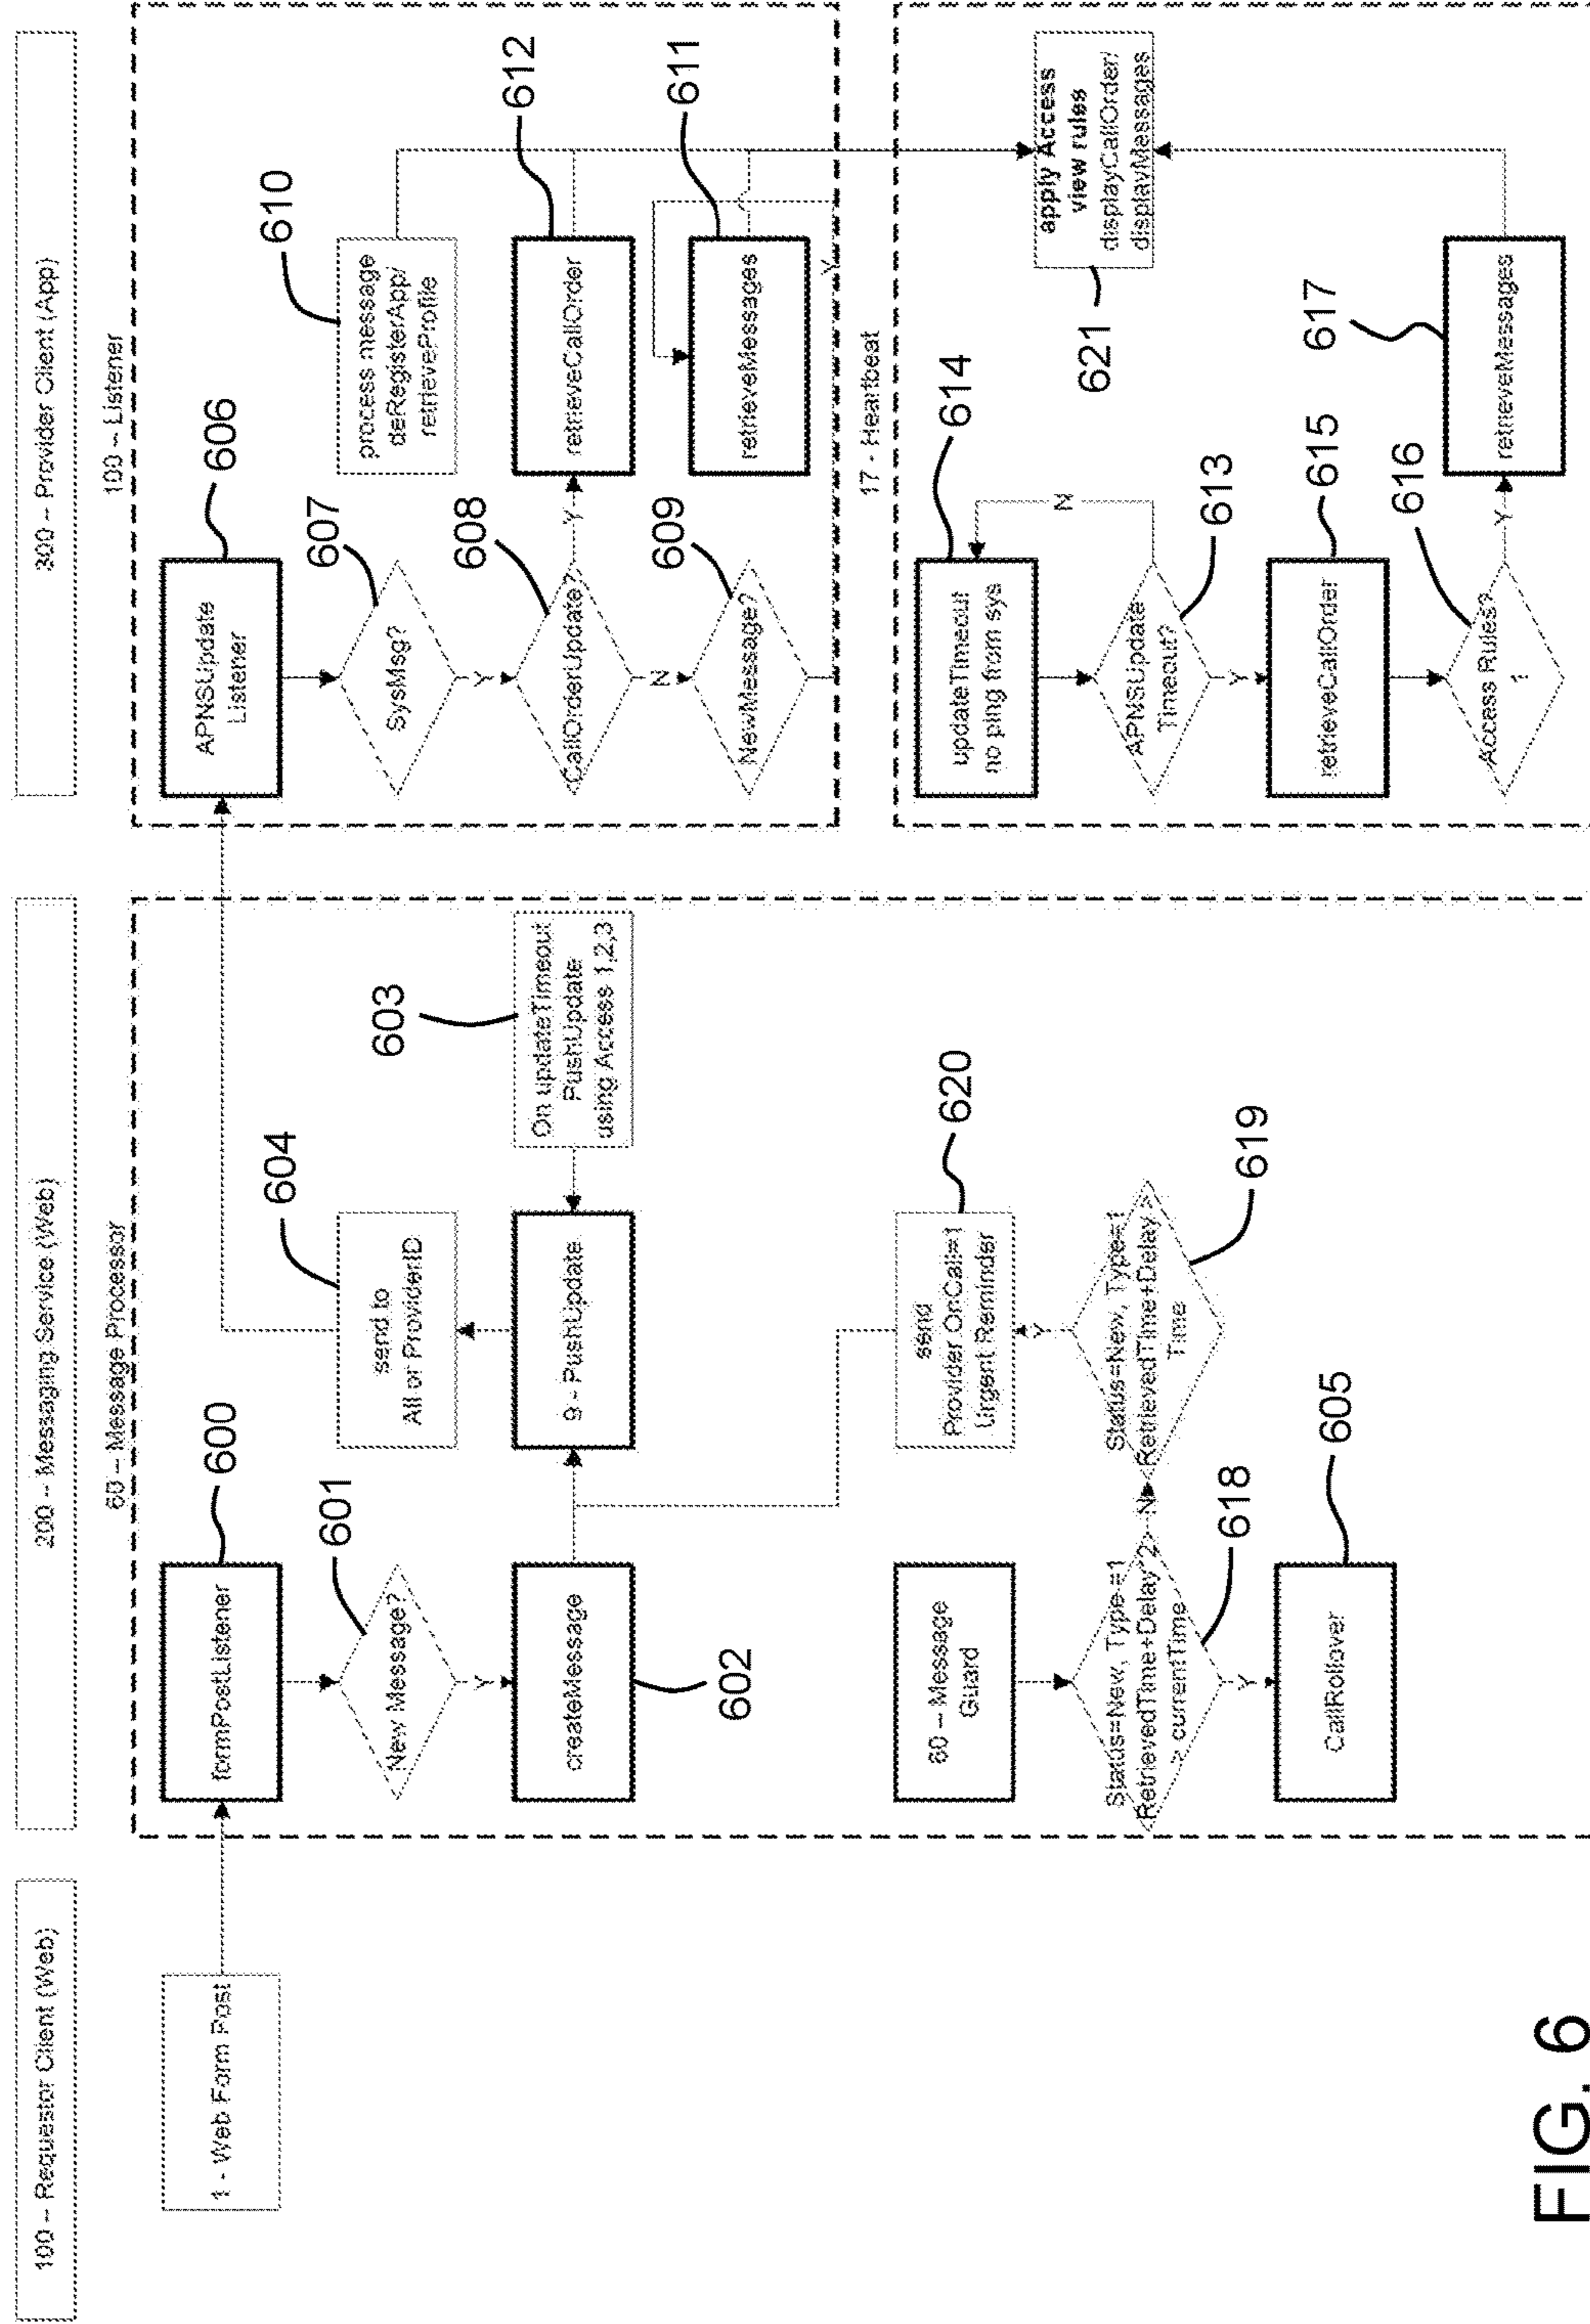 100 – Requestor Client (Web)
200 – Messaging Service (Web)
300 – Provider Client (App)
1 - Web Form Post
60 – Message Processor
formPostListener
600
New Message?
601
Y
createMessage
602
send to
All or ProviderID
604
9 - PushUpdate
On updateTimeout
PushUpdate
using Access 1,2,3
603
60 – Message
Guard
Status=New, Type=1
RetrievedTime+Delay*2
> currentTime
618
N
Y
CallRollover
605
Status=New, Type=1
RetrievedTime+Delay >
Time
619
Y
send
Provider.OnCall=1
Urgent Reminder
620
100 – Listener
APNSUpdate
Listener
606
SysMsg?
607
Y
CallOrderUpdate?
608
Y
N
NewMessage?
609
Y
process message
deRegisterApp/
retrieveProfile
610
retrieveCallOrder
612
retrieveMessages
611
17 - Heartbeat
updateTimeout
no ping from sys
614
APNSUpdate
Timeout?
613
N
Y
retrieveCallOrder
615
Access Rules?
1
616
Y
retrieveMessages
617
apply Access
view rules
displayCallOrder/
displayMessages
621
FIG. 6